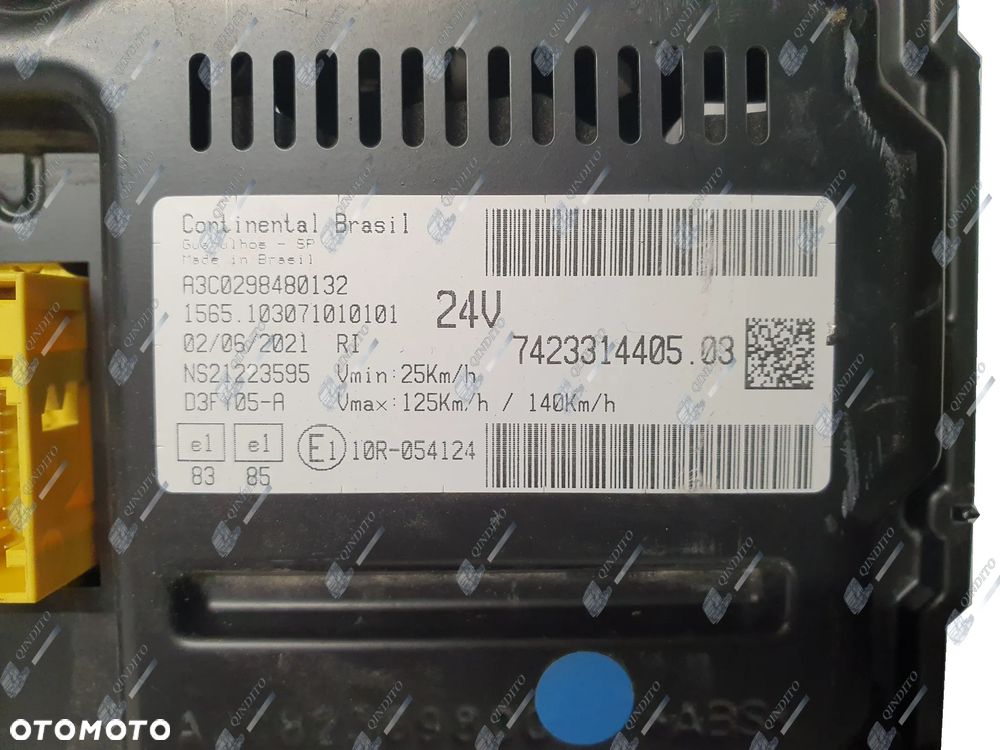 Continental Brasil
Guarulhos - SP
Made in Brasil
A3C0298480132
1565.103071010101
24V
02/06/2021 RI
7423314405.03
NS21223595 Vmin:25Km/h
Vmax:125Km/h / 140Km/h
e1 e1
E1 10R-054124
83 85
QINDITO
OTOMOTO